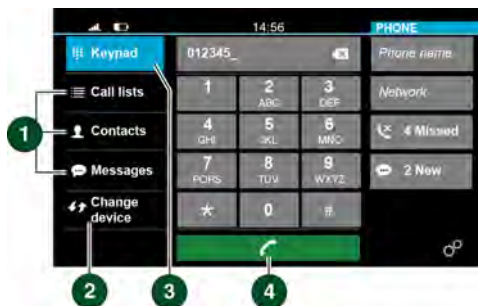 14:56 PHONE
Keypad 012345_ Phone name
Call lists 1 2 ABC 3 DEF Network
1 Contacts 4 GHI 5 JKL 6 MNO 4 Missed
Messages 7 PQRS 8 TUV 9 WXYZ 2 New
Change device * 0 #
2 3 4